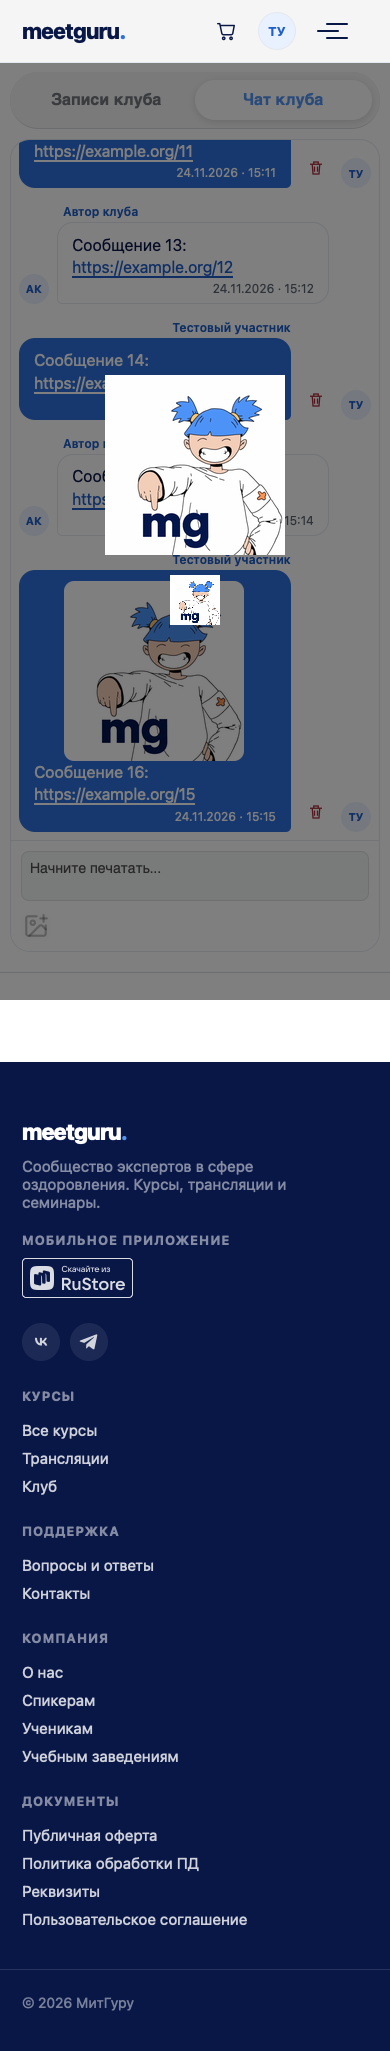 meetguru.
ТУ
Записи клуба
Чат клуба
https://example.org/11
24.11.2026 · 15:11
ТУ
Автор клуба
Сообщение 13:
https://example.org/12
24.11.2026 · 15:12
АК
Тестовый участник
Сообщение 14:
ТУ
Автор
15:14
АК
Тестовый участник
mg
mg
mg
Сообщение 16:
https://example.org/15
24.11.2026 · 15:15
ТУ
Начните печатать...
meetguru.
Сообщество экспертов в сфере
оздоровления. Курсы, трансляции и
семинары.
МОБИЛЬНОЕ ПРИЛОЖЕНИЕ
Скачайте из
RuStore
КУРСЫ
Все курсы
Трансляции
Клуб
ПОДДЕРЖКА
Вопросы и ответы
Контакты
КОМПАНИЯ
О нас
Спикерам
Ученикам
Учебным заведениям
ДОКУМЕНТЫ
Публичная оферта
Политика обработки ПД
Реквизиты
Пользовательское соглашение
© 2026 МитГуру